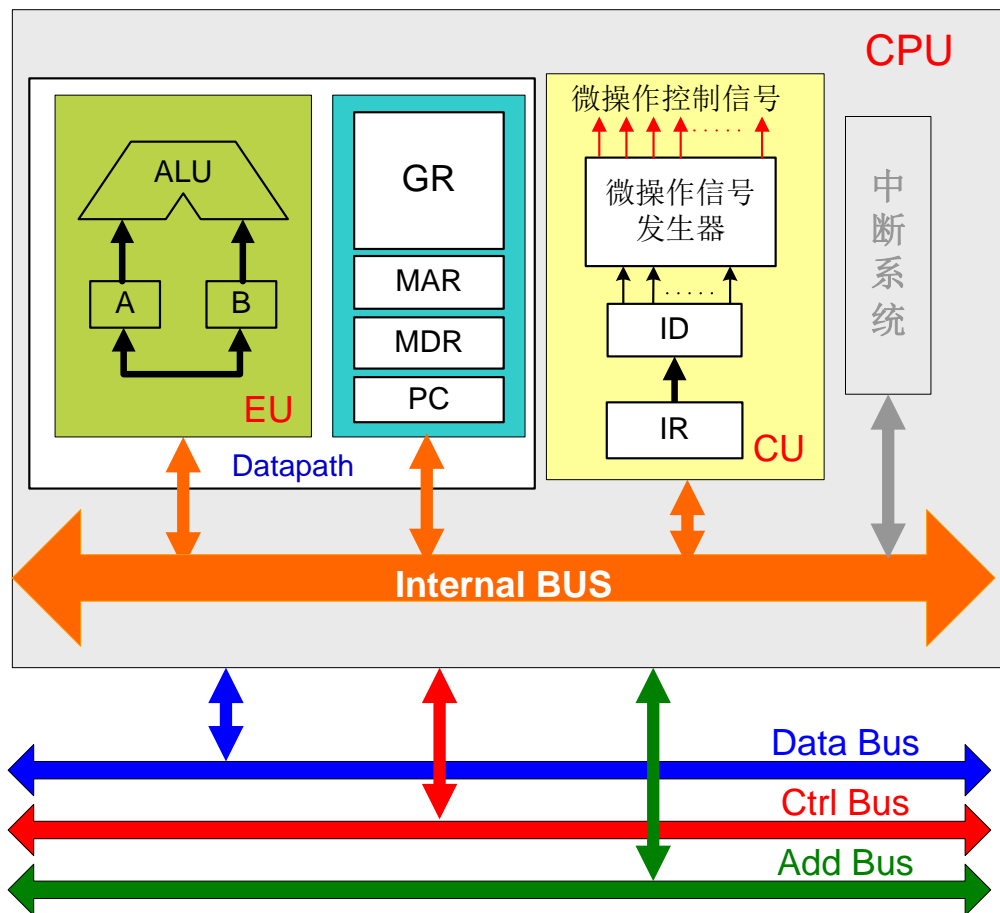 CPU
ALU
A
B
EU
GR
MAR
MDR
PC
Datapath
微操作控制信号
.....
微操作信号
发生器
.....
ID
IR
CU
中
断
系
统
Internal BUS
Data Bus
Ctrl Bus
Add Bus